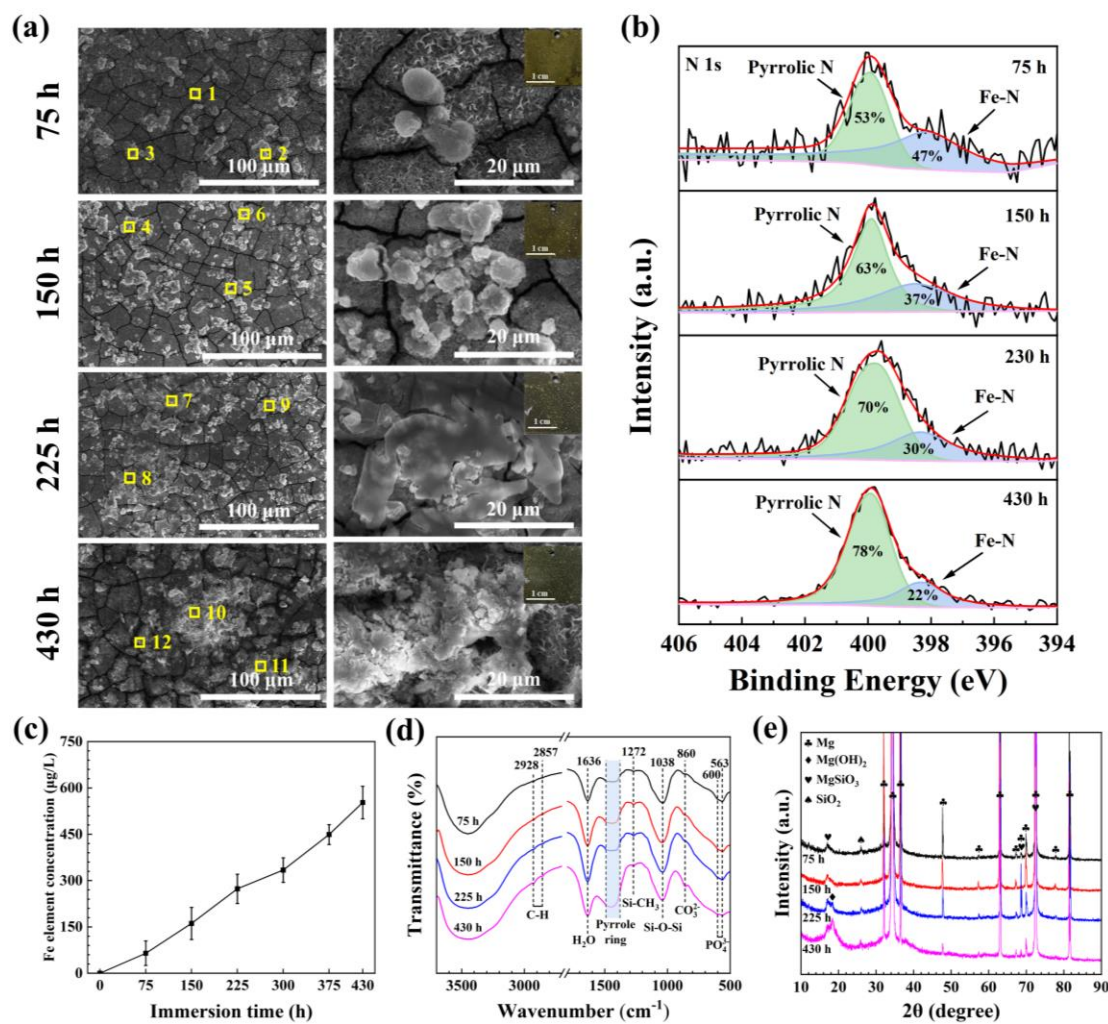 (a)
75 h
1
2
3
100 μm
20 μm
1 cm
150 h
4
5
6
100 μm
20 μm
1 cm
225 h
7
8
9
100 μm
20 μm
1 cm
430 h
10
11
12
100 μm
20 μm
1 cm
(b)
N 1s
75 h
Pyrrolic N
Fe-N
53%
47%
150 h
Pyrrolic N
Fe-N
63%
37%
230 h
Pyrrolic N
Fe-N
70%
30%
430 h
Pyrrolic N
Fe-N
78%
22%
406 404 402 400 398 396 394
Intensity (a.u.)
Binding Energy (eV)
(c)
750
600
450
300
150
0
Fe element concentration (μg/L)
0 75 150 225 300 375 430
Immersion time (h)
(d)
2928 2857 1636 1272 1038 860 600 563
75 h
150 h
225 h
430 h
C-H
H₂O
Pyrrole ring
Si-CH₃
Si-O-Si
CO₃²⁻
PO₄³⁻
Transmittance (%)
3500 3000 2500 2000 1500 1000 500
Wavenumber (cm⁻¹)
(e)
♣ Mg
♦ Mg(OH)₂
♥ MgSiO₃
♠ SiO₂
75 h
150 h
225 h
430 h
Intensity (a.u.)
10 20 30 40 50 60 70 80 90
2θ (degree)